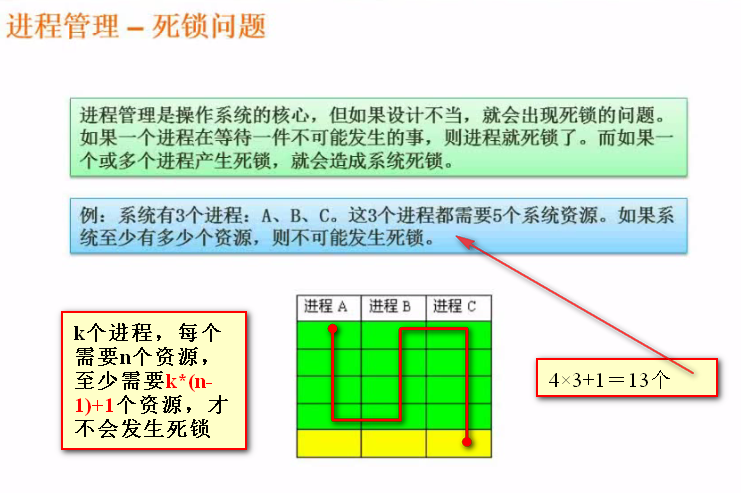 进程管理 – 死锁问题
进程管理是操作系统的核心，但如果设计不当，就会出现死锁的问题。
如果一个进程在等待一件不可能发生的事，则进程就死锁了。而如果一
个或多个进程产生死锁，就会造成系统死锁。
例：系统有3个进程：A、B、C。这3个进程都需要5个系统资源。如果系
统至少有多少个资源，则不可能发生死锁。
进程 A 进程 B 进程 C
k个进程，每个
需要n个资源，
至少需要k*(n-
1)+1个资源，才
不会发生死锁
4×3+1＝13个